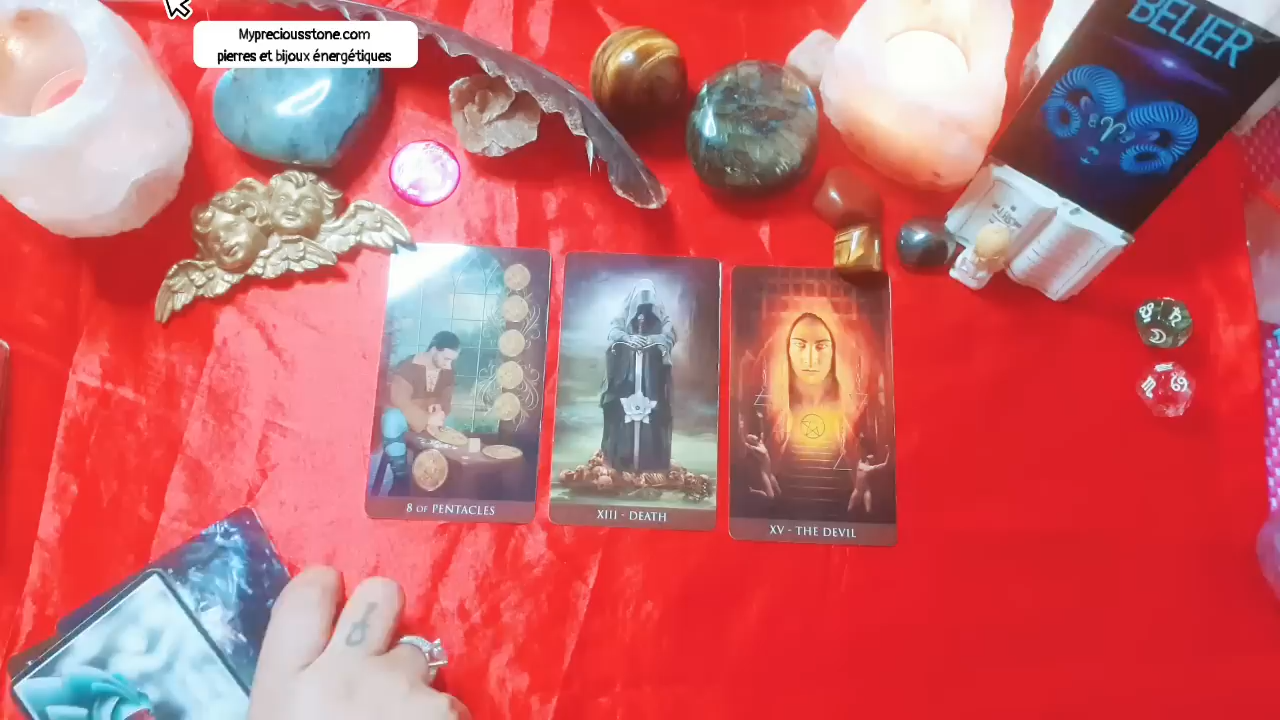 Mypreciousstone.com
pierres et bijoux énergétiques
BELIER
8 OF PENTACLES
XIII - DEATH
XV - THE DEVIL